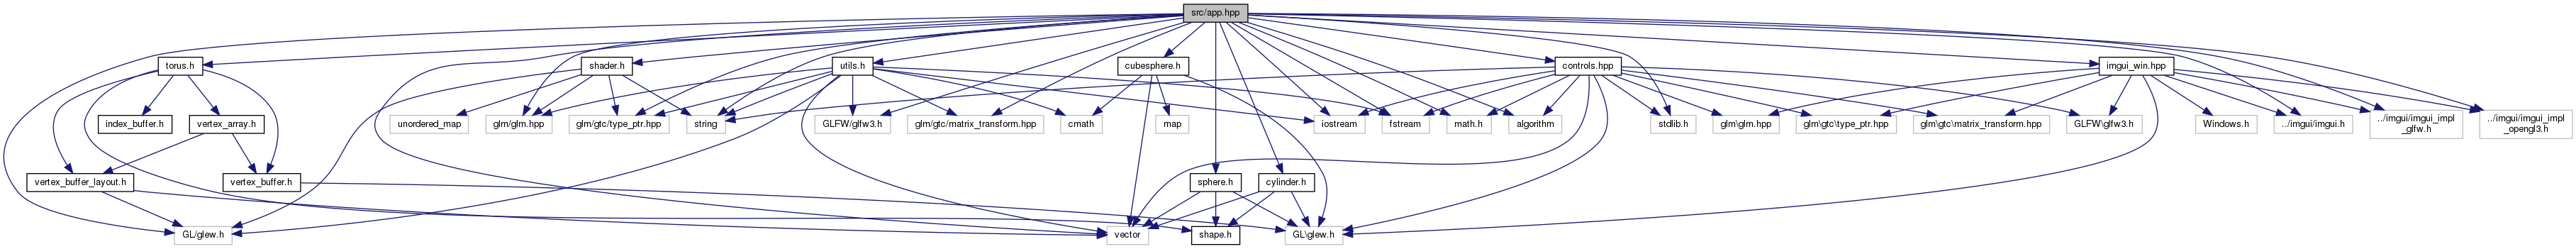 src/app.hpp
torus.h
shader.h
utils.h
cubesphere.h
controls.hpp
imgui_win.hpp
index_buffer.h
vertex_array.h
unordered_map
glm/glm.hpp
glm/gtc/type_ptr.hpp
string
GLFW/glfw3.h
glm/gtc/matrix_transform.hpp
cmath
map
iostream
fstream
math.h
algorithm
stdlib.h
glm\glm.hpp
glm\gtc\type_ptr.hpp
glm\gtc\matrix_transform.hpp
GLFW\glfw3.h
Windows.h
../imgui/imgui.h
../imgui/imgui_impl
_glfw.h
../imgui/imgui_impl
_opengl3.h
vertex_buffer_layout.h
vertex_buffer.h
sphere.h
cylinder.h
GL/glew.h
vector
shape.h
GL\glew.h